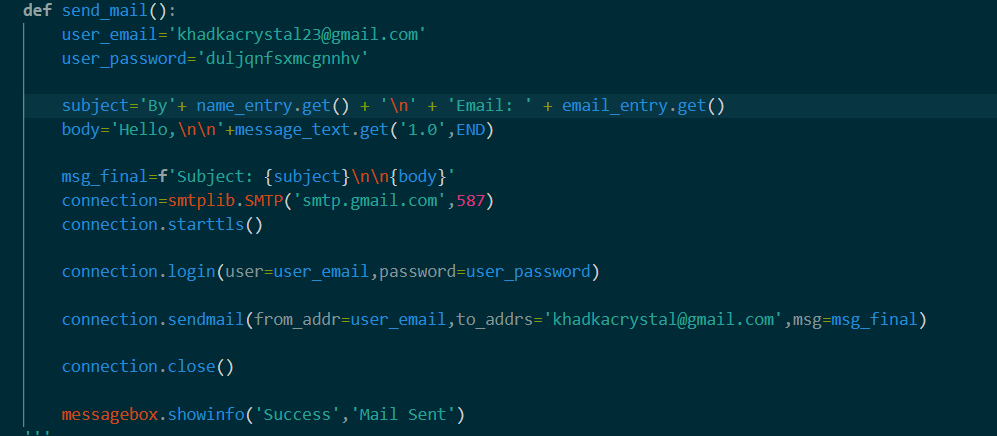 def send_mail():
    user_email='khadkacrystal23@gmail.com'
    user_password='duljqnfsxmcgnnhv'
    subject='By'+ name_entry.get() + '\n' + 'Email: ' + email_entry.get()
    body='Hello,\n\n'+message_text.get('1.0',END)
    msg_final=f'Subject: {subject}\n\n{body}'
    connection=smtplib.SMTP('smtp.gmail.com',587)
    connection.starttls()
    connection.login(user=user_email,password=user_password)
    connection.sendmail(from_addr=user_email,to_addrs='khadkacrystal@gmail.com',msg=msg_final)
    connection.close()
    messagebox.showinfo('Success','Mail Sent')
'''